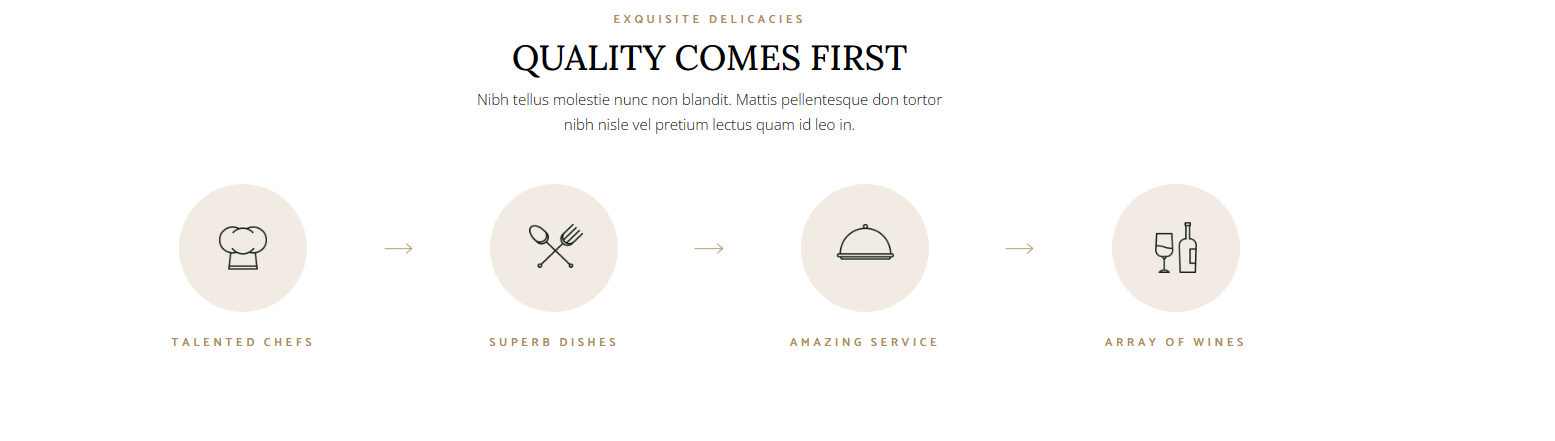 EXQUISITE DELICACIES
QUALITY COMES FIRST
Nibh tellus molestie nunc non blandit. Mattis pellentesque don tortor
nibh nisle vel pretium lectus quam id leo in.
TALENTED CHEFS
SUPERB DISHES
AMAZING SERVICE
ARRAY OF WINES